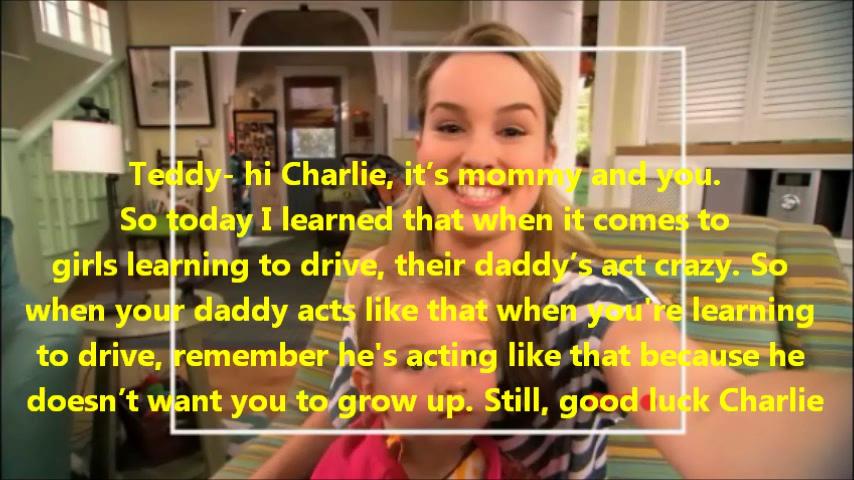 Teddy- hi Charlie, it’s mommy and you.
So today I learned that when it comes to
girls learning to drive, their daddy’s act crazy. So
when your daddy acts like that when you're learning
to drive, remember he's acting like that because he
doesn’t want you to grow up. Still, good luck Charlie